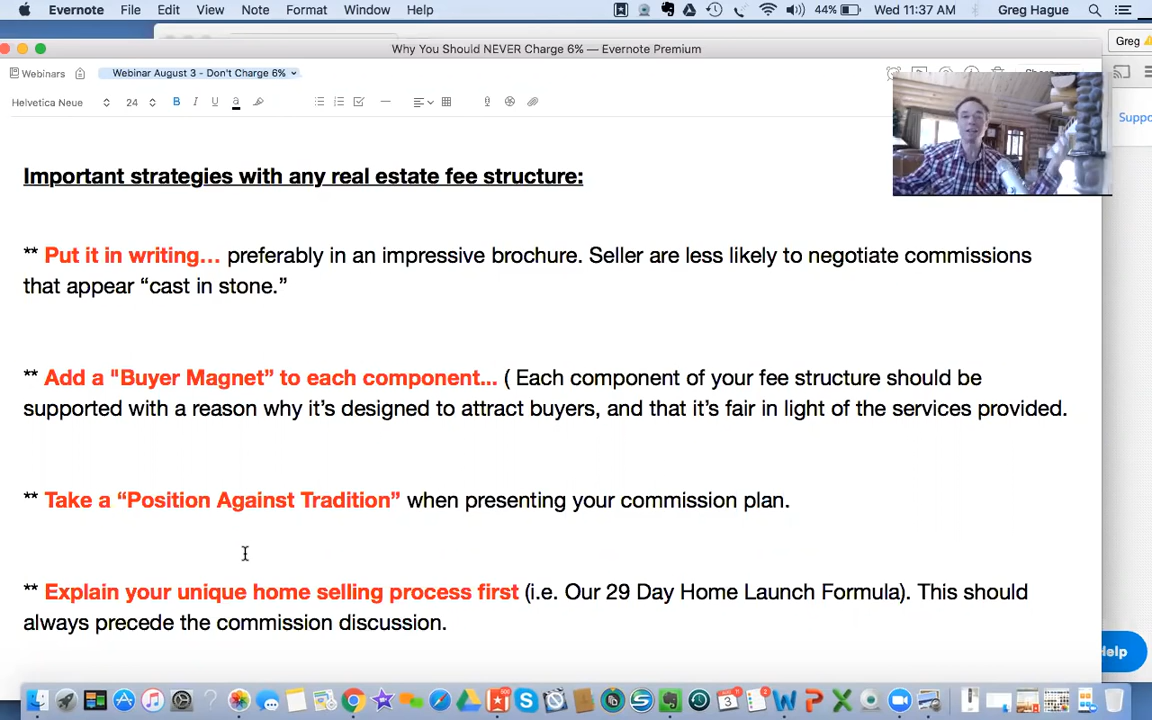 Evernote File Edit View Note Format Window Help 44% Wed 11:37 AM Greg Hague
Why You Should NEVER Charge 6% — Evernote Premium
Greg
Webinars Webinar August 3 - Don't Charge 6% Share
Helvetica Neue 24 B I U a
Suppo
Important strategies with any real estate fee structure:
** Put it in writing… preferably in an impressive brochure. Seller are less likely to negotiate commissions
that appear “cast in stone.”
** Add a "Buyer Magnet” to each component… ( Each component of your fee structure should be
supported with a reason why it’s designed to attract buyers, and that it’s fair in light of the services provided.
** Take a “Position Against Tradition” when presenting your commission plan.
** Explain your unique home selling process first (i.e. Our 29 Day Home Launch Formula). This should
always precede the commission discussion.
Help